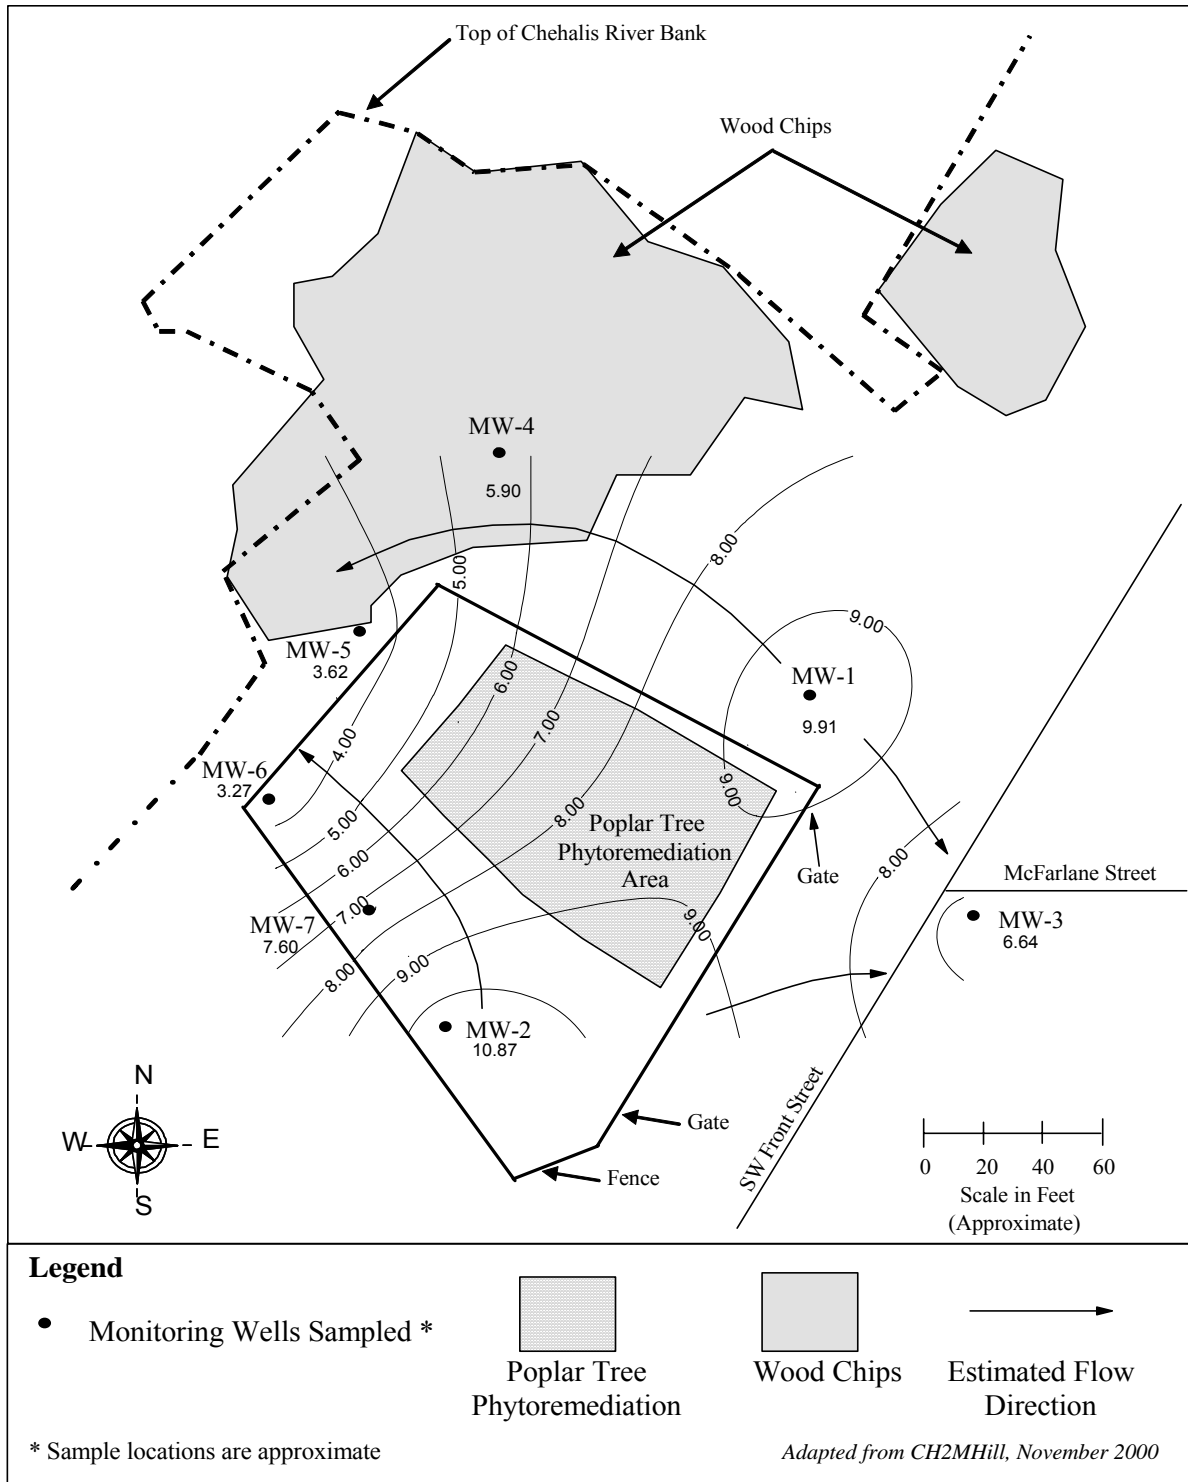 Top of Chehalis River Bank
Wood Chips
MW-4
5.90
8.00
5.00
9.00
MW-5
3.62
6.00
MW-1
9.91
7.00
4.00
MW-6
3.27
9.00
8.00
5.00
Poplar Tree
Phytoremediation
Area
6.00
Gate
8.00
McFarlane Street
7.00
MW-7
7.60
9.00
MW-3
6.64
8.00
9.00
MW-2
10.87
N
W
E
S
Gate
Fence
SW Front Street
0 20 40 60
Scale in Feet
(Approximate)
Legend
Monitoring Wells Sampled *
Poplar Tree
Phytoremediation
Wood Chips
Estimated Flow
Direction
* Sample locations are approximate
Adapted from CH2MHill, November 2000